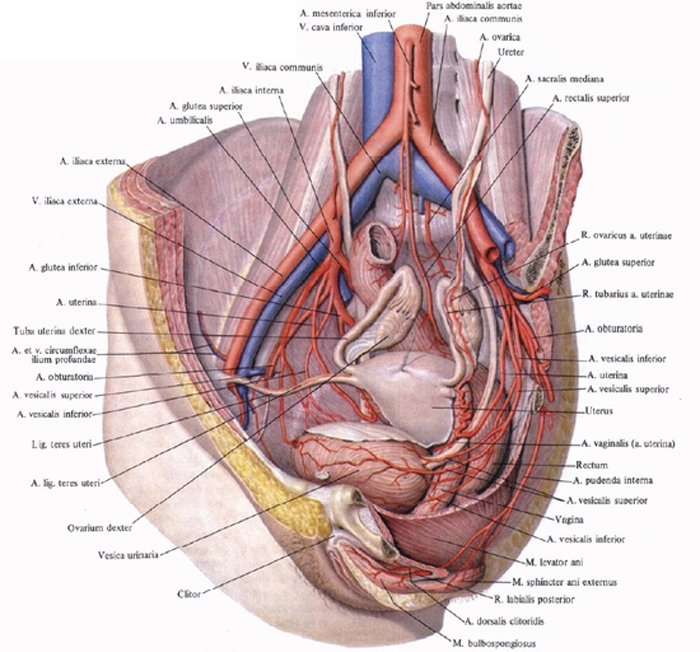 Pars abdominalis aortae
A. mesenterica inferior
A. iliaca communis
V. cava inferior
A. ovarica
Ureter
V. iliaca communis
A. sacralis mediana
A. iliaca interna
A. rectalis superior
A. glutea superior
A. umbilicalis
A. iliaca externa
V. iliaca externa
R. ovaricus a. uterinae
A. glutea superior
A. glutea inferior
R. tubarius a. uterinae
A. uterina
A. obturatoria
Tuba uterina dexter
A. et v. circumflexae
ilium profundae
A. vesicalis inferior
A. obturatoria
A. uterina
A. vesicalis superior
A. vesicalis superior
A. vesicalis inferior
Uterus
Lig. teres uteri
A. vaginalis (a. uterina)
Rectum
A. lig. teres uteri
A. pudenda interna
A. vesicalis superior
Ovarium dexter
Vagina
A. vesicalis inferior
Vesica urinaria
M. levator ani
M. sphincter ani externus
Clitor
R. labialis posterior
A. dorsalis clitoridis
M. bulbospongiosus